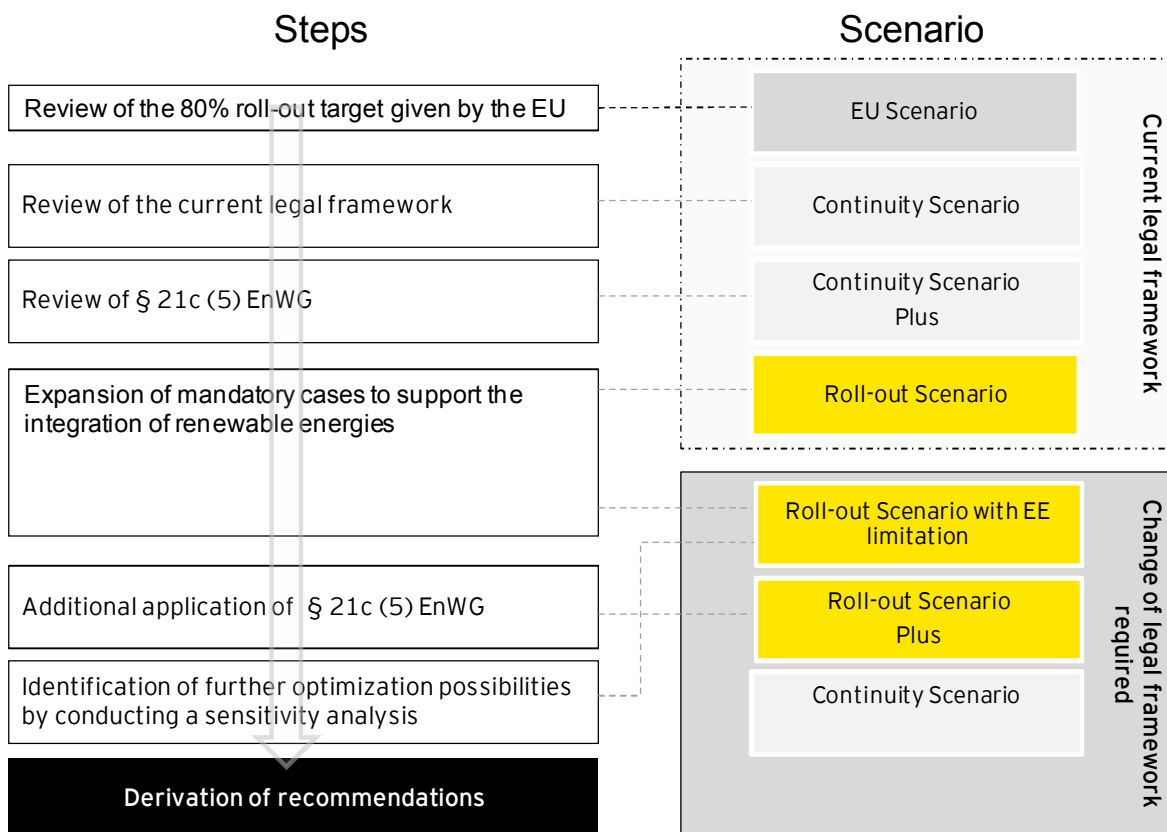 Steps
Scenario
Review of the 80% roll-out target given by the EU
EU Scenario
Review of the current legal framework
Continuity Scenario
Review of § 21c (5) EnWG
Continuity Scenario
Plus
Expansion of mandatory cases to support the
integration of renewable energies
Roll-out Scenario
Current legal framework
Roll-out Scenario with EE
limitation
Additional application of § 21c (5) EnWG
Roll-out Scenario
Plus
Identification of further optimization possibilities
by conducting a sensitivity analysis
Continuity Scenario
Change of legal framework
required
Derivation of recommendations